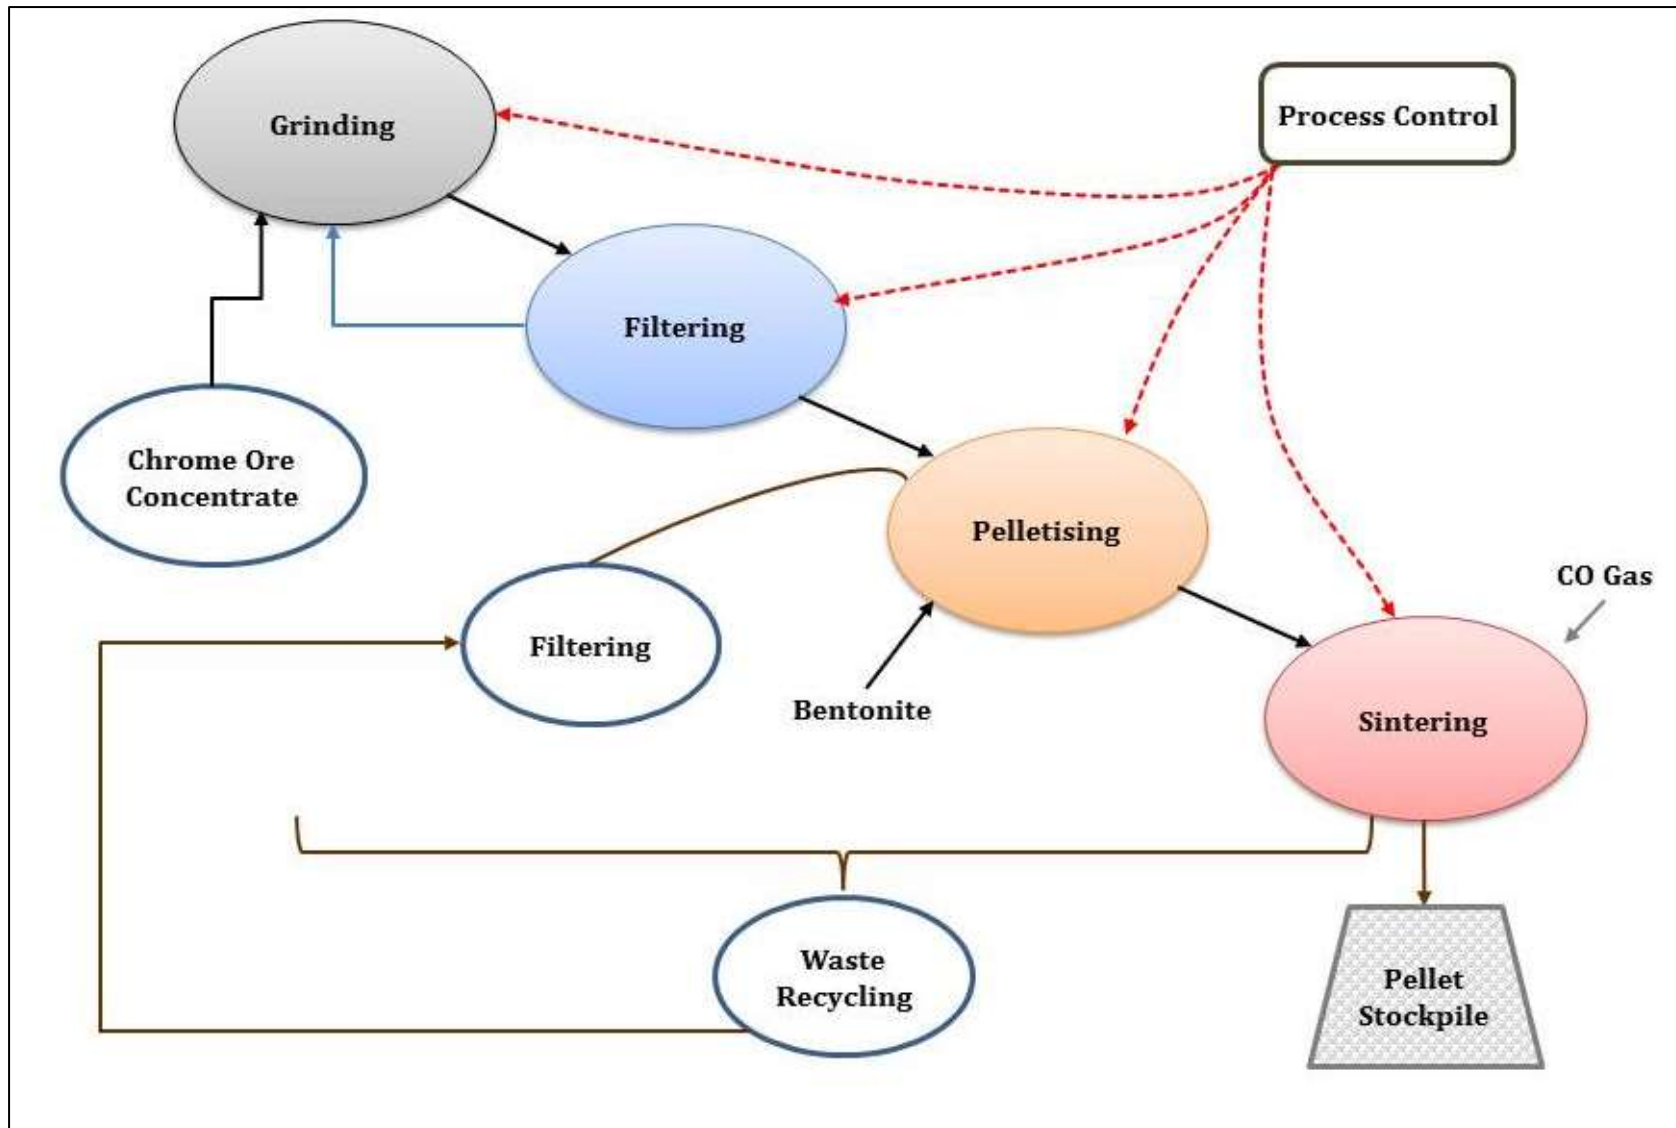 Grinding
Process Control
Filtering
Chrome Ore
Concentrate
Pelletising
CO Gas
Filtering
Bentonite
Sintering
Waste
Recycling
Pellet
Stockpile